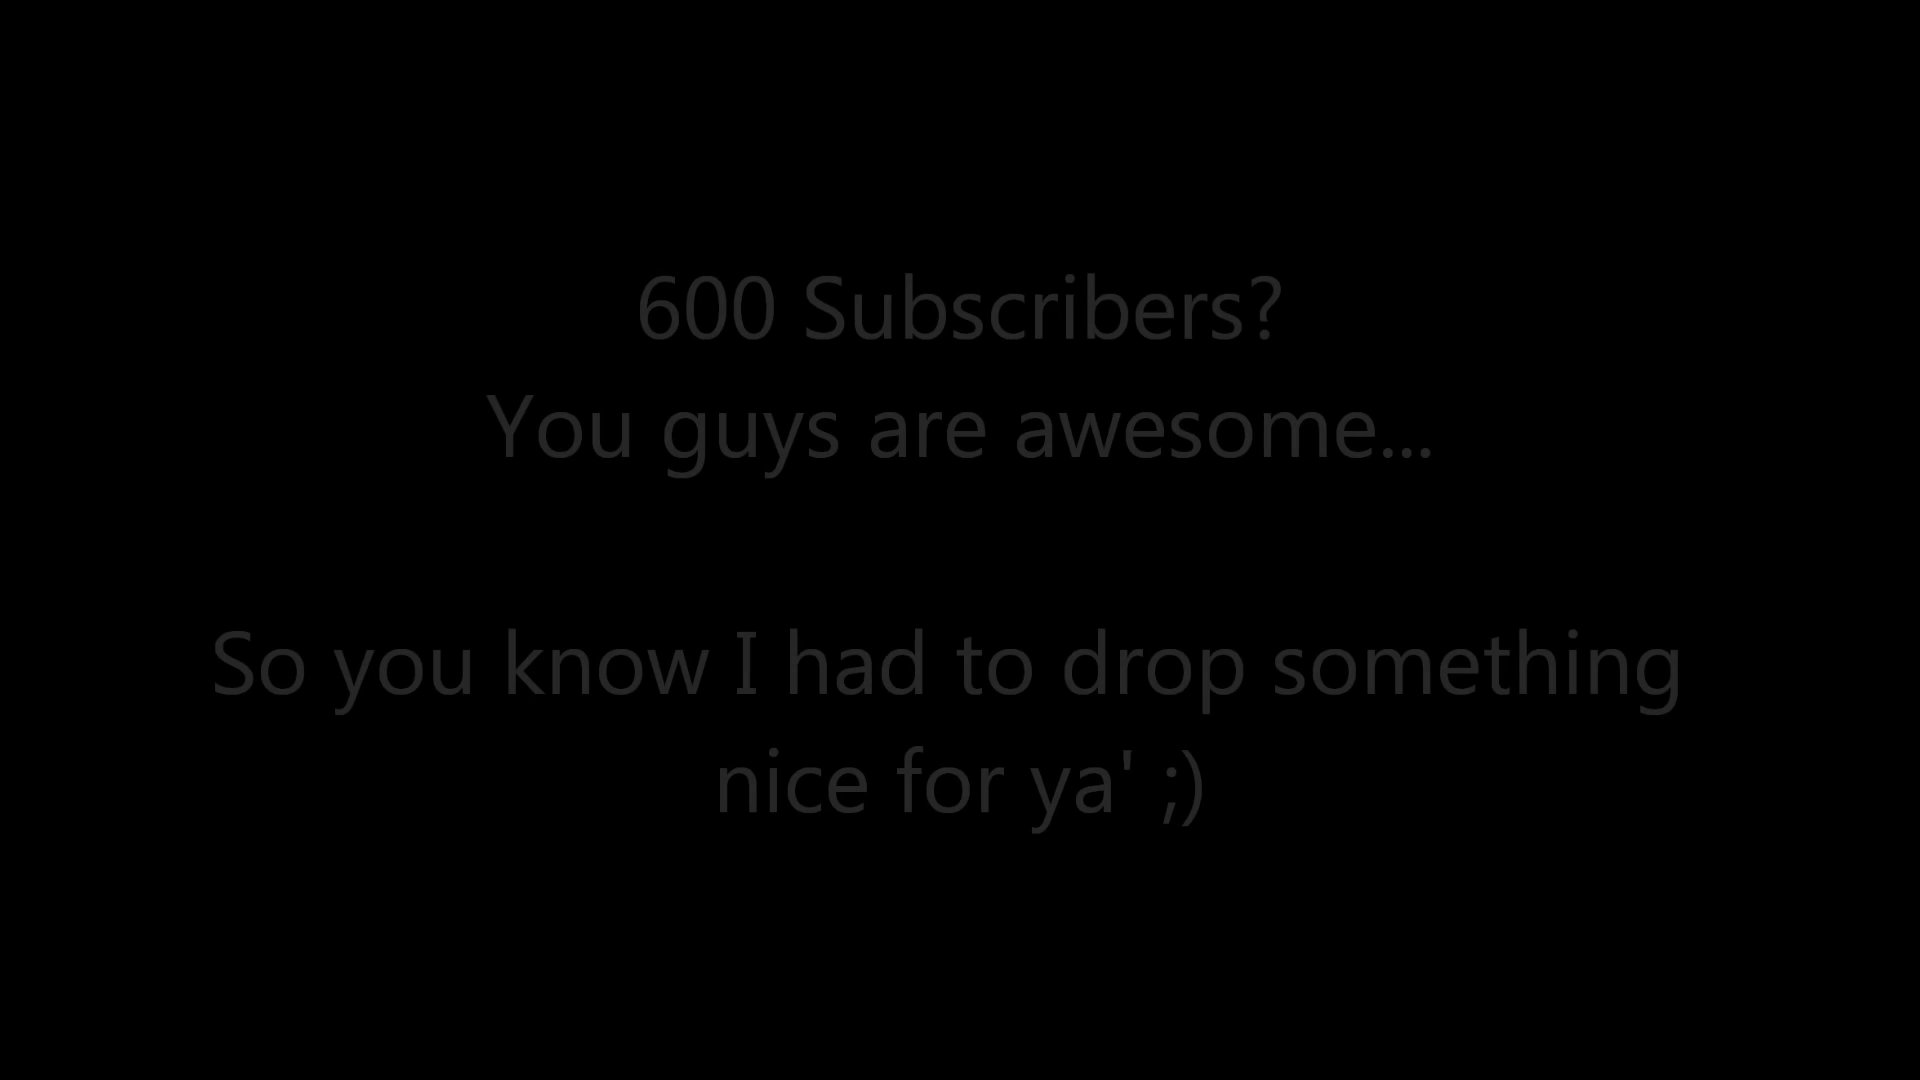 600 Subscribers?
You guys are awesome...
So you know I had to drop something
nice for ya' ;)